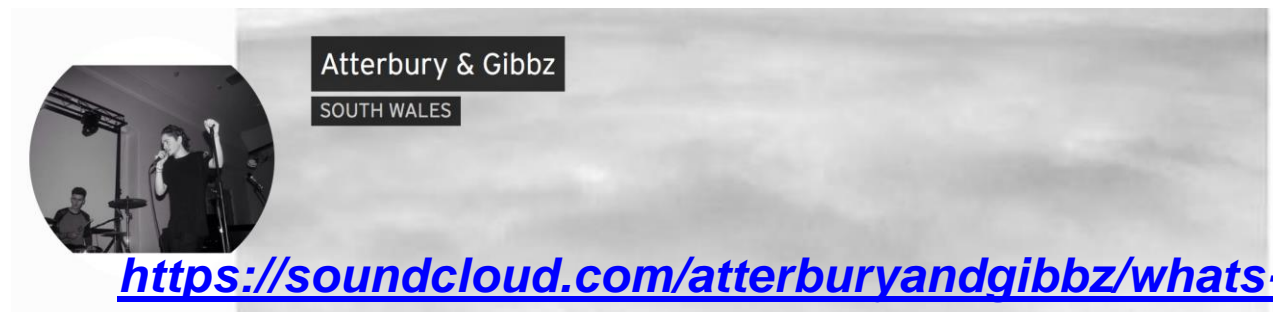 Atterbury & Gibbz
SOUTH WALES
https://soundcloud.com/atterburyandgibbz/whats-